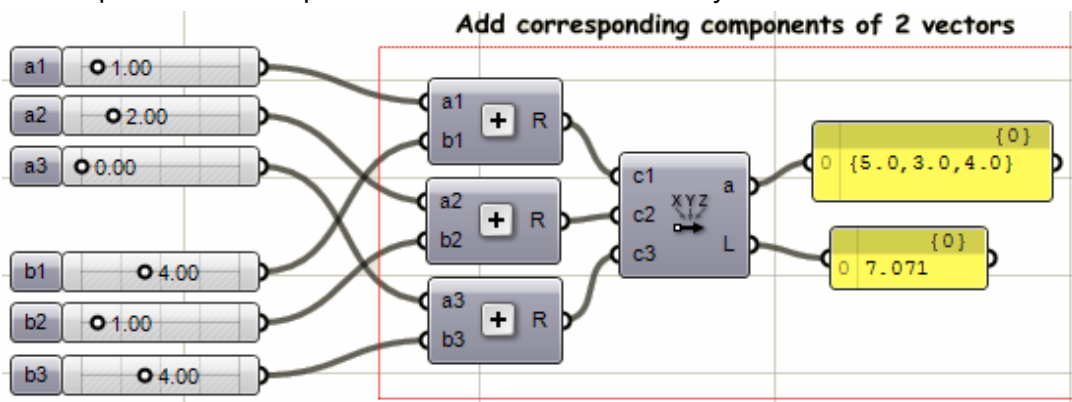 Add corresponding components of 2 vectors
a1 1.00
a2 2.00
a3 0.00
b1 4.00
b2 1.00
b3 4.00
a1
b1
+ R
a2
b2
+ R
a3
b3
+ R
c1
c2
c3
XYZ
a
L
{0}
0 {5.0,3.0,4.0}
{0}
0 7.071